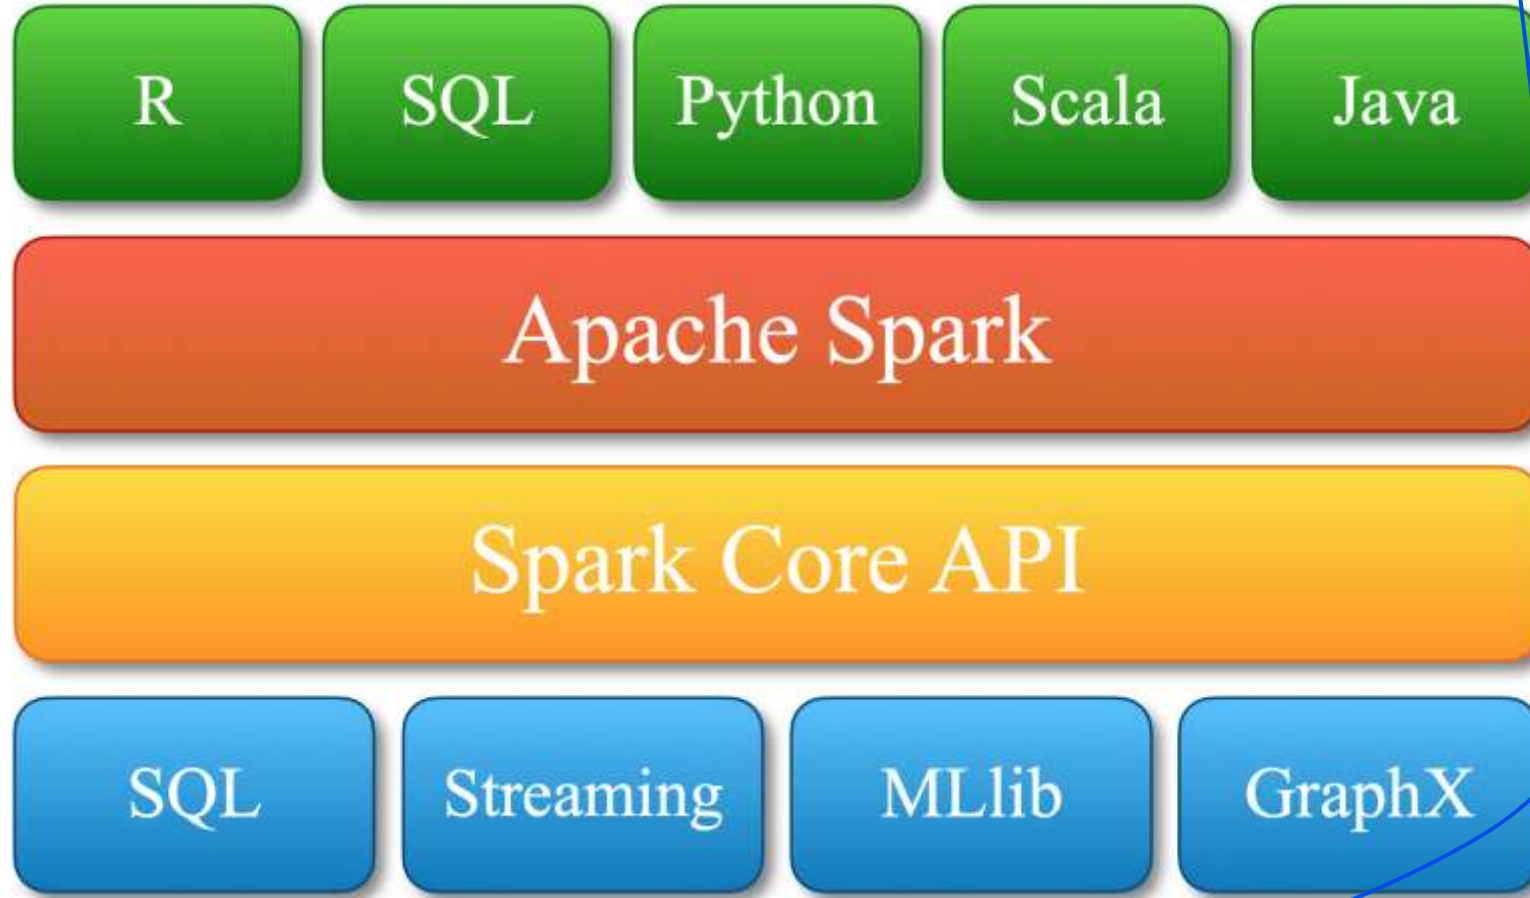 R SQL Python Scala Java
Apache Spark
Spark Core API
SQL Streaming MLlib GraphX